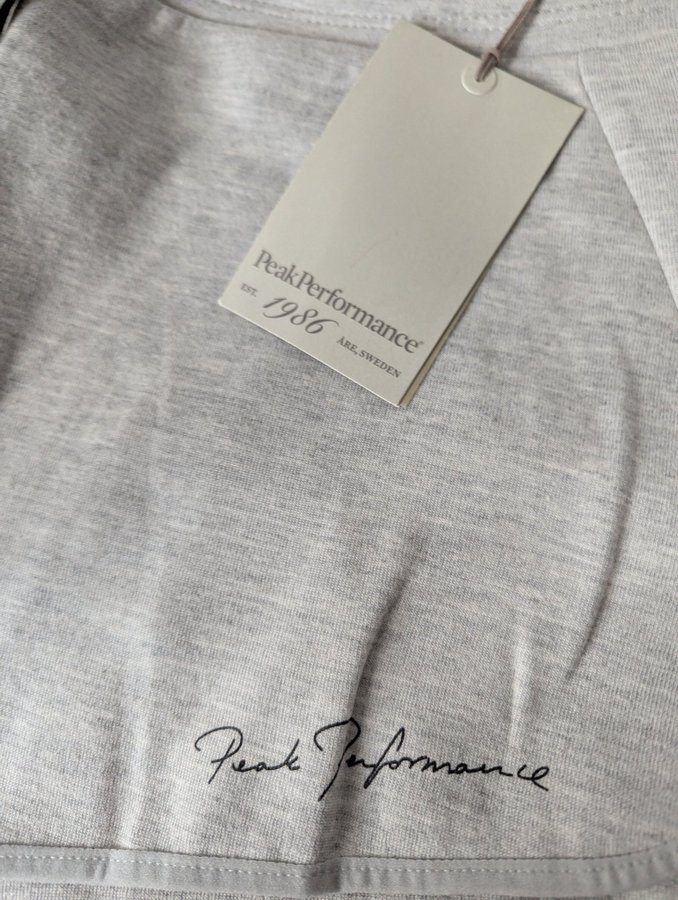 PeakPerformance®
EST. 1986
ÅRE, SWEDEN
Peak Performance